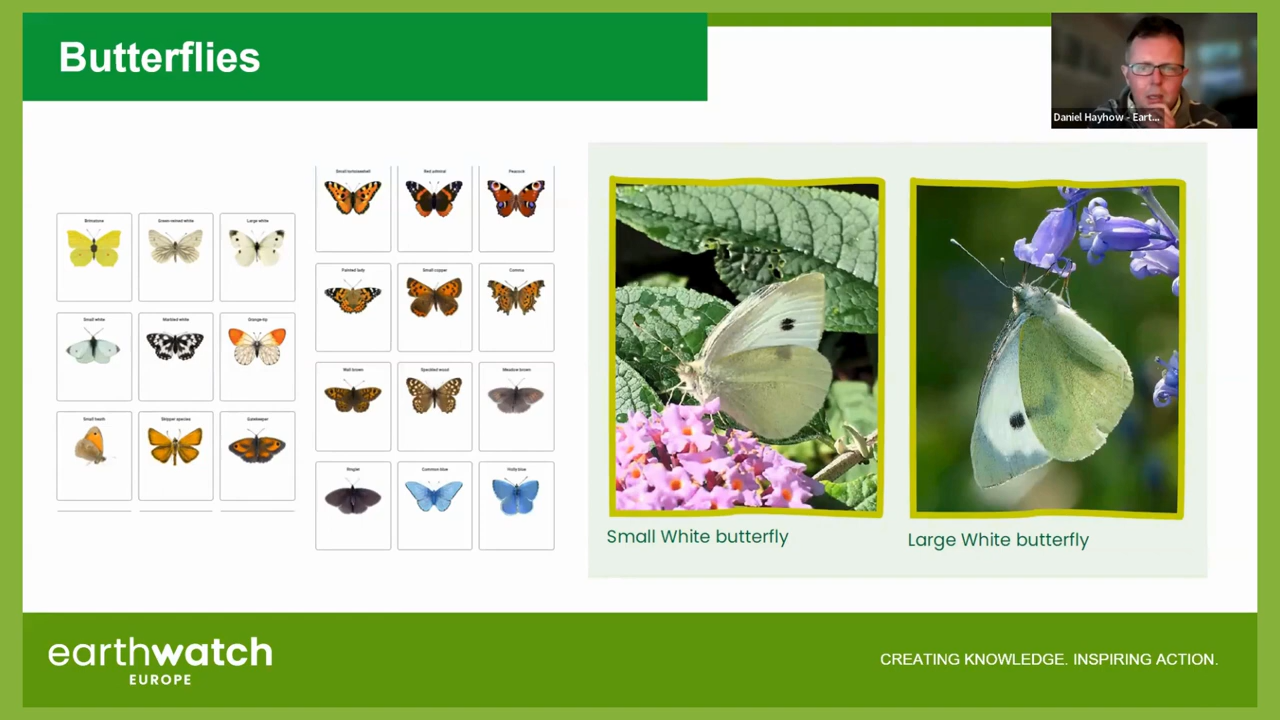 Butterflies
Daniel Hayhow - Eart...
Brimstone
Green-veined white
Large white
Small white
Marbled white
Orange-tip
Small heath
Skipper species
Gatekeeper
Small tortoiseshell
Red admiral
Peacock
Painted lady
Small copper
Comma
Wall brown
Speckled wood
Meadow brown
Ringlet
Common blue
Holly blue
Small White butterfly
Large White butterfly
earthwatch
EUROPE
CREATING KNOWLEDGE. INSPIRING ACTION.